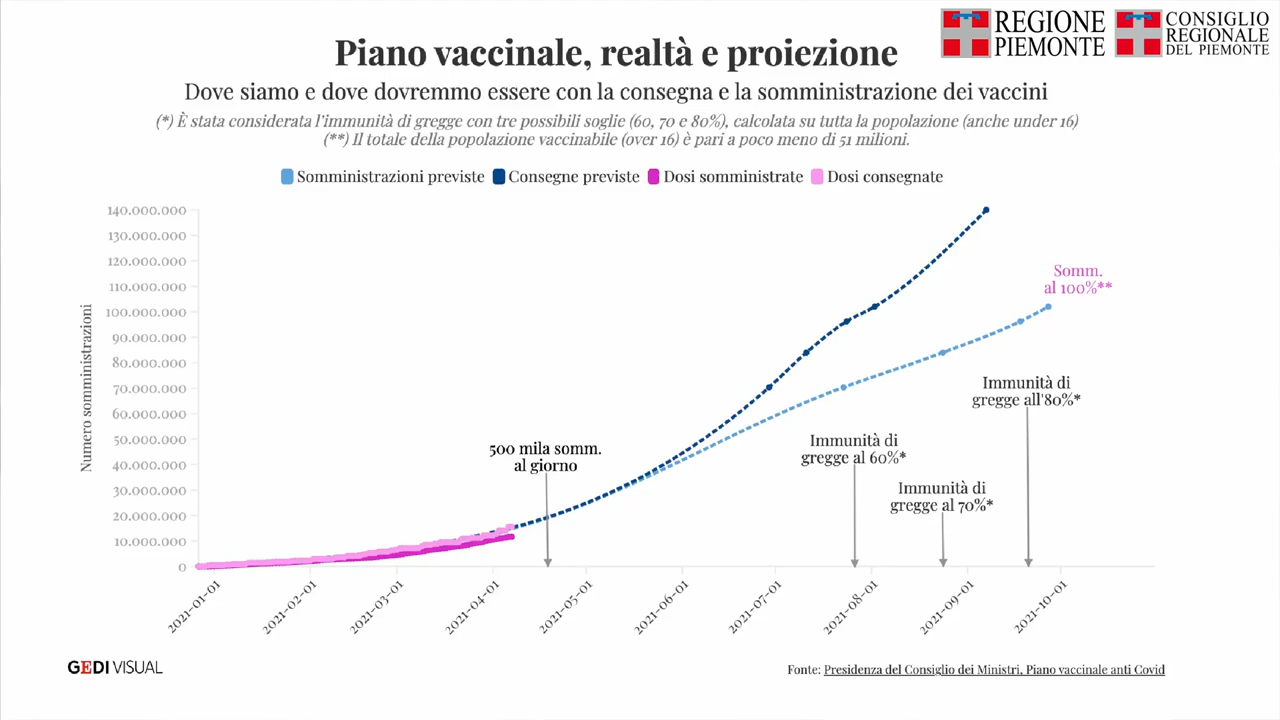 REGIONE
PIEMONTE
CONSIGLIO
REGIONALE
DEL PIEMONTE
Piano vaccinale, realtà e proiezione
Dove siamo e dove dovremmo essere con la consegna e la somministrazione dei vaccini
(*) È stata considerata l'immunità di gregge con tre possibili soglie (60, 70 e 80%), calcolata su tutta la popolazione (anche under 16)
(**) Il totale della popolazione vaccinabile (over 16) è pari a poco meno di 51 milioni.
Somministrazioni previste
Consegne previste
Dosi somministrate
Dosi consegnate
Numero somministrazioni
140.000.000
130.000.000
120.000.000
110.000.000
100.000.000
90.000.000
80.000.000
70.000.000
60.000.000
50.000.000
40.000.000
30.000.000
20.000.000
10.000.000
0
500 mila somm.
al giorno
Immunità di
gregge al 60%*
Immunità di
gregge al 70%*
Immunità di
gregge all'80%*
Somm.
al 100%**
2021-01-01
2021-02-01
2021-03-01
2021-04-01
2021-05-01
2021-06-01
2021-07-01
2021-08-01
2021-09-01
2021-10-01
GEDI VISUAL
Fonte: Presidenza del Consiglio dei Ministri, Piano vaccinale anti Covid